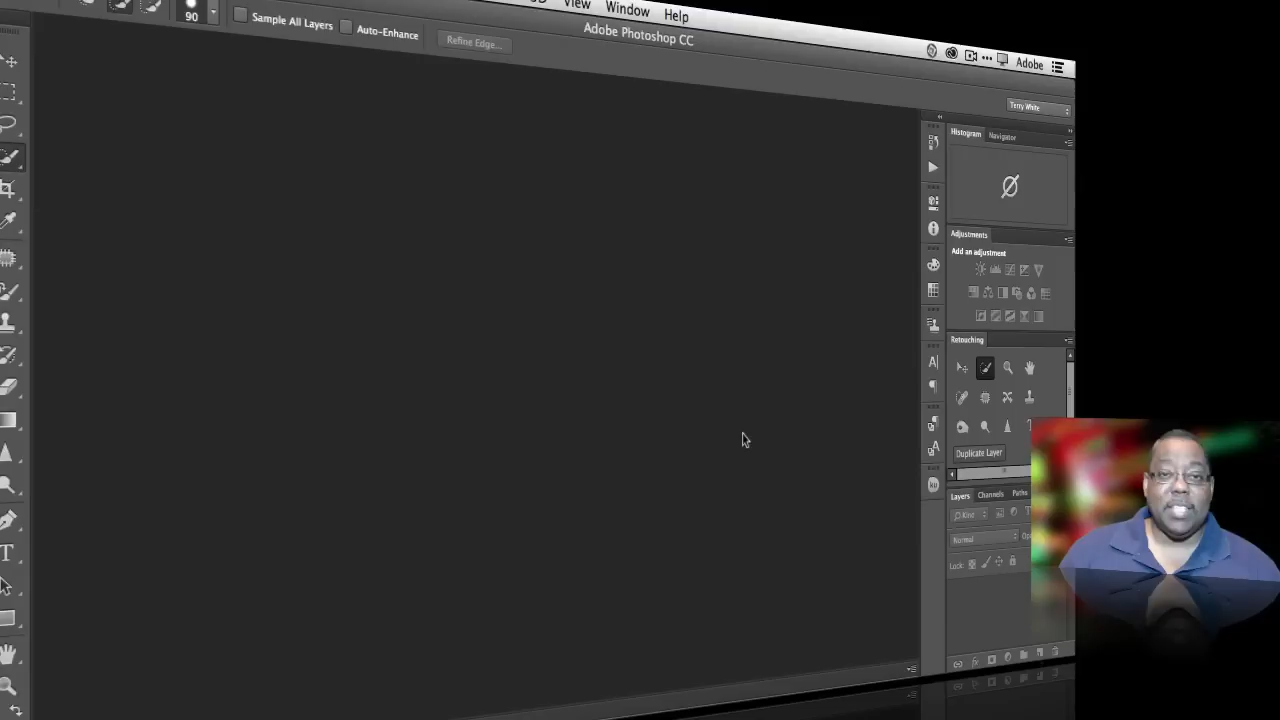 View Window Help
Adobe Photoshop CC
Adobe
90
Sample All Layers
Auto-Enhance
Refine Edge...
Terry White
Histogram Navigator
Adjustments
Add an adjustment
Retouching
Duplicate Layer
Layers Channels Paths
Kind
Normal
Lock: